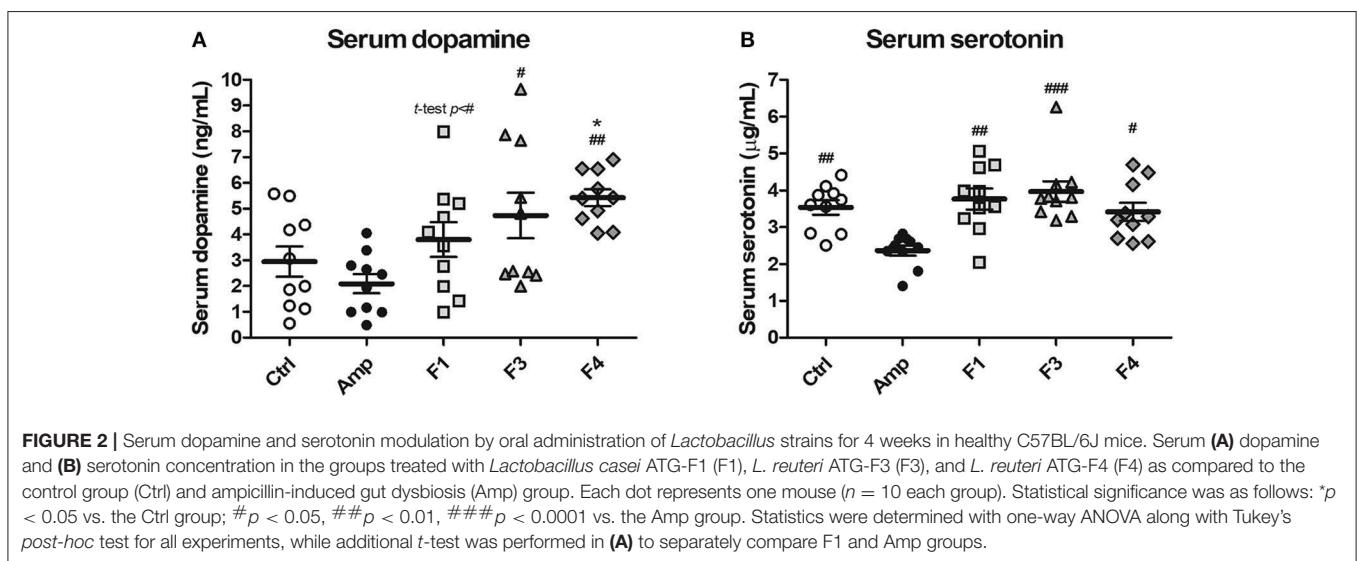 A Serum dopamine
Serum dopamine (ng/mL)
10
9
8
7
6
5
4
3
2
1
0
t-test p<#
#
*
##
Ctrl Amp F1 F3 F4
B Serum serotonin
Serum serotonin (µg/mL)
7
6
5
4
3
2
1
0
##
##
###
#
Ctrl Amp F1 F3 F4
FIGURE 2 | Serum dopamine and serotonin modulation by oral administration of Lactobacillus strains for 4 weeks in healthy C57BL/6J mice. Serum (A) dopamine
and (B) serotonin concentration in the groups treated with Lactobacillus casei ATG-F1 (F1), L. reuteri ATG-F3 (F3), and L. reuteri ATG-F4 (F4) as compared to the
control group (Ctrl) and ampicillin-induced gut dysbiosis (Amp) group. Each dot represents one mouse (n = 10 each group). Statistical significance was as follows: *p
< 0.05 vs. the Ctrl group; #p < 0.05, ##p < 0.01, ###p < 0.0001 vs. the Amp group. Statistics were determined with one-way ANOVA along with Tukey's
post-hoc test for all experiments, while additional t-test was performed in (A) to separately compare F1 and Amp groups.